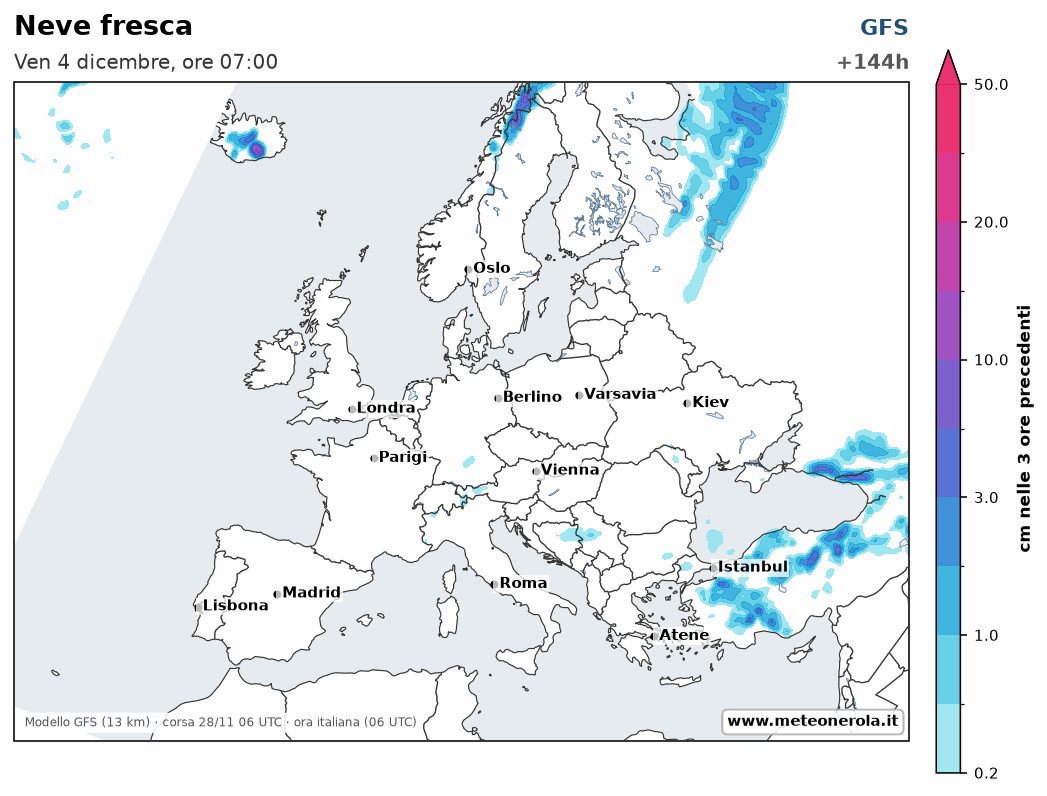 Neve fresca
GFS
Ven 4 dicembre, ore 07:00
+144h
50.0
20.0
10.0
3.0
1.0
0.2
cm nelle 3 ore precedenti
Oslo
Berlino
Varsavia
Kiev
Londra
Parigi
Vienna
Istanbul
Roma
Madrid
Lisbona
Atene
Modello GFS (13 km) · corsa 28/11 06 UTC · ora italiana (06 UTC)
www.meteonerola.it